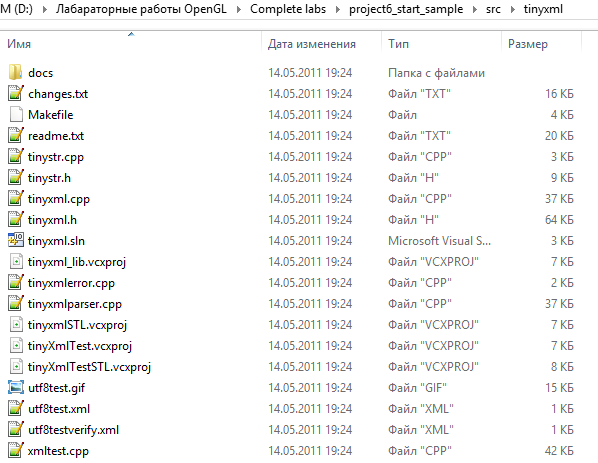 М (D:) ▸ Лабараторные работы OpenGL ▸ Complete labs ▸ project6_start_sample ▸ src ▸ tinyxml
Имя Дата изменения Тип Размер
docs 14.05.2011 19:24 Папка с файлами
changes.txt 14.05.2011 19:24 Файл "TXT" 16 КБ
Makefile 14.05.2011 19:24 Файл 4 КБ
readme.txt 14.05.2011 19:24 Файл "TXT" 20 КБ
tinystr.cpp 14.05.2011 19:24 Файл "CPP" 3 КБ
tinystr.h 14.05.2011 19:24 Файл "H" 9 КБ
tinyxml.cpp 14.05.2011 19:24 Файл "CPP" 37 КБ
tinyxml.h 14.05.2011 19:24 Файл "H" 64 КБ
tinyxml.sln 14.05.2011 19:24 Microsoft Visual S... 3 КБ
tinyxml_lib.vcxproj 14.05.2011 19:24 Файл "VCXPROJ" 7 КБ
tinyxmlerror.cpp 14.05.2011 19:24 Файл "CPP" 2 КБ
tinyxmlparser.cpp 14.05.2011 19:24 Файл "CPP" 37 КБ
tinyxmlSTL.vcxproj 14.05.2011 19:24 Файл "VCXPROJ" 7 КБ
tinyXmlTest.vcxproj 14.05.2011 19:24 Файл "VCXPROJ" 7 КБ
tinyXmlTestSTL.vcxproj 14.05.2011 19:24 Файл "VCXPROJ" 8 КБ
utf8test.gif 14.05.2011 19:24 Файл "GIF" 15 КБ
utf8test.xml 14.05.2011 19:24 Файл "XML" 1 КБ
utf8testverify.xml 14.05.2011 19:24 Файл "XML" 1 КБ
xmltest.cpp 14.05.2011 19:24 Файл "CPP" 42 КБ